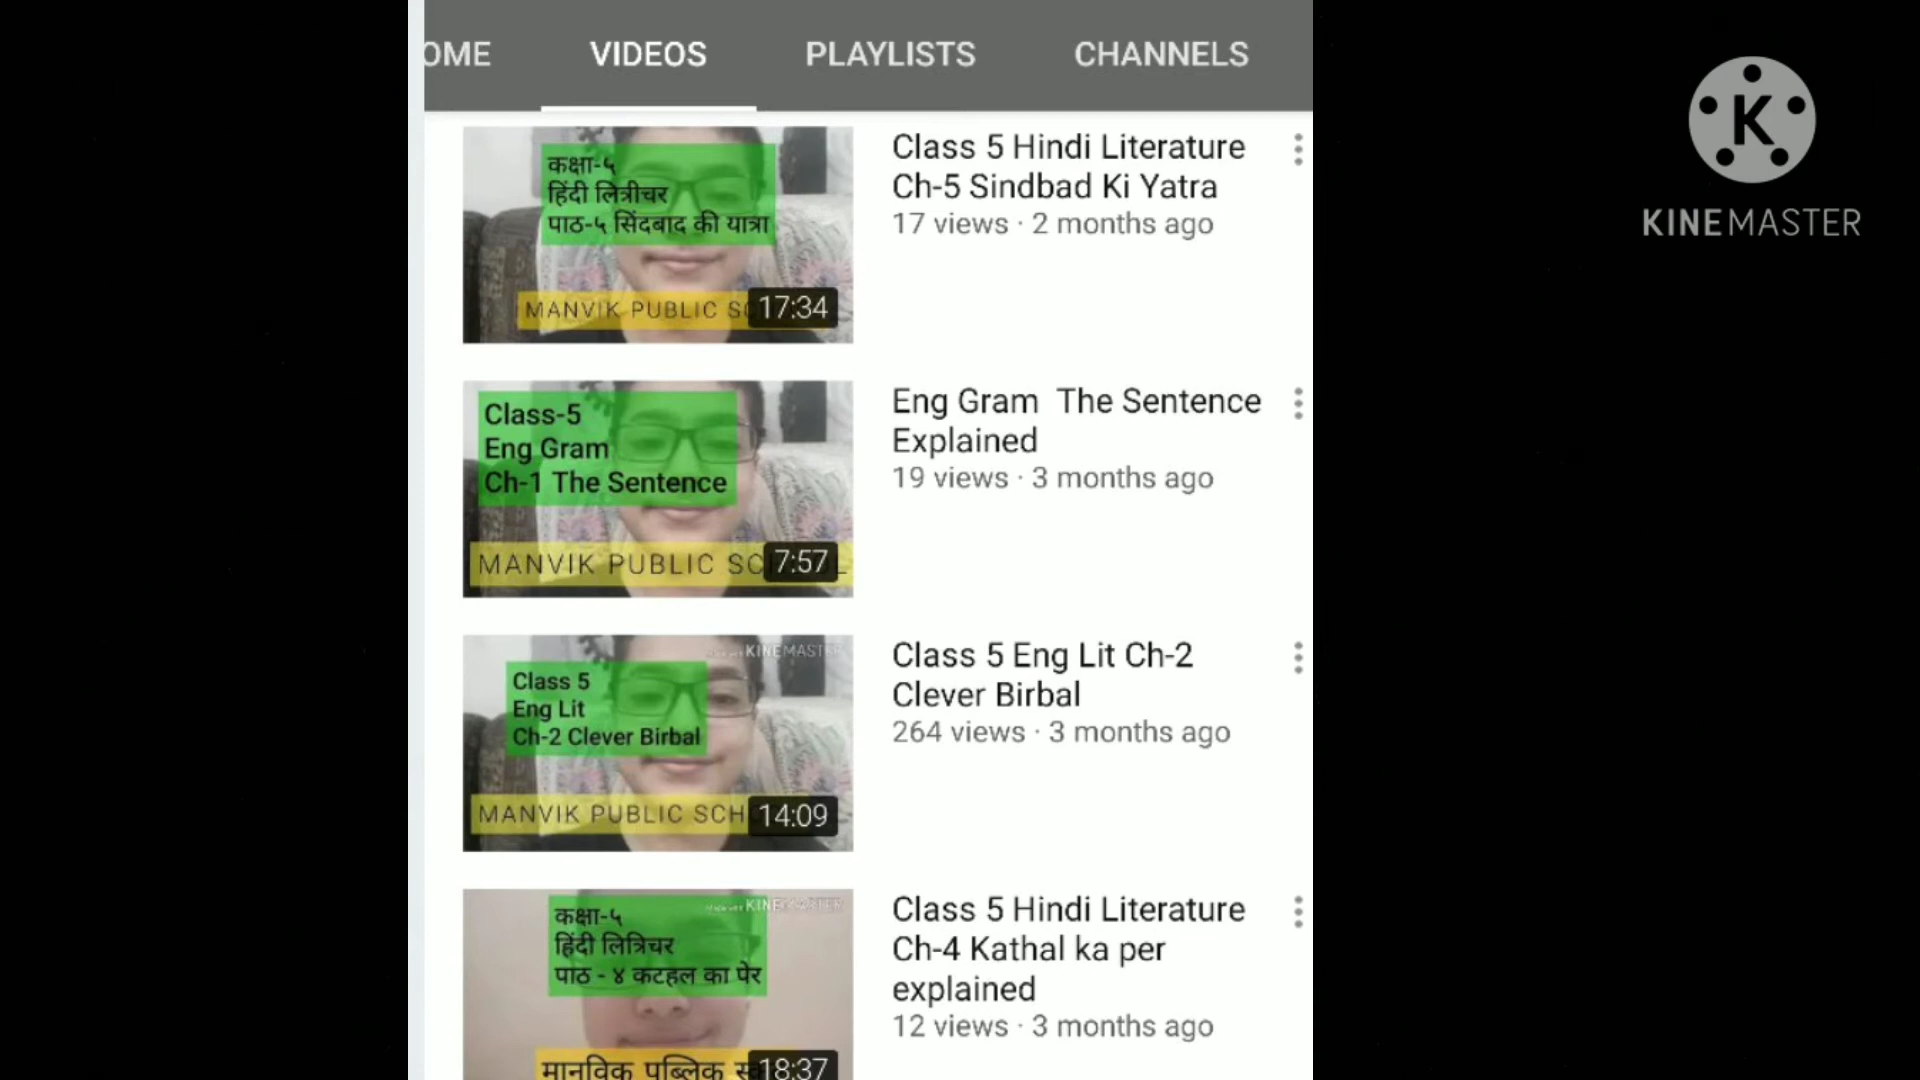 OME VIDEOS PLAYLISTS CHANNELS
KINEMASTER
कक्षा-५
हिंदी लित्रीचर
पाठ-५ सिंदबाद की यात्रा
MANVIK PUBLIC SC
17:34
Class 5 Hindi Literature
Ch-5 Sindbad Ki Yatra
17 views · 2 months ago
Class-5
Eng Gram
Ch-1 The Sentence
MANVIK PUBLIC SC L
7:57
Eng Gram The Sentence
Explained
19 views · 3 months ago
KINEMASTER
Class 5
Eng Lit
Ch-2 Clever Birbal
MANVIK PUBLIC SCH
14:09
Class 5 Eng Lit Ch-2
Clever Birbal
264 views · 3 months ago
KINEMASTER
कक्षा-५
हिंदी लित्रिचर
पाठ - ४ कटहल का पेर
मानविक पब्लिक
18:37
Class 5 Hindi Literature
Ch-4 Kathal ka per
explained
12 views · 3 months ago